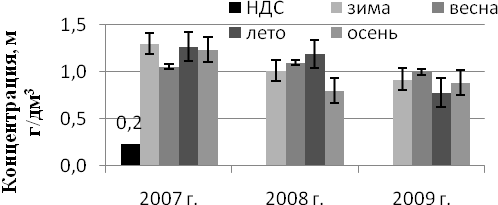 НДС зима весна
лето осень
Концентрация, м
г/дм³
1,5
1,0
0,5
0,0
0,2
2007 г. 2008 г. 2009 г.